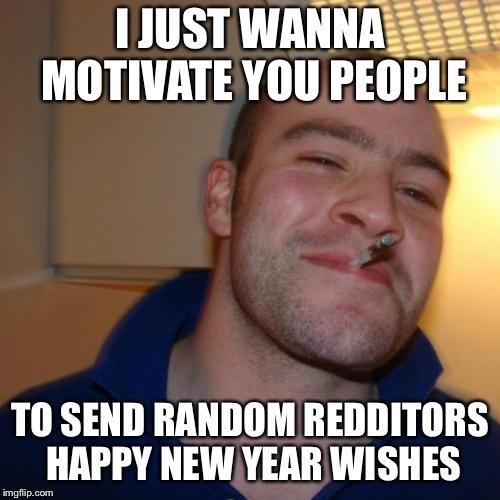 I JUST WANNA
MOTIVATE YOU PEOPLE
TO SEND RANDOM REDDITORS
HAPPY NEW YEAR WISHES
imgflip.com